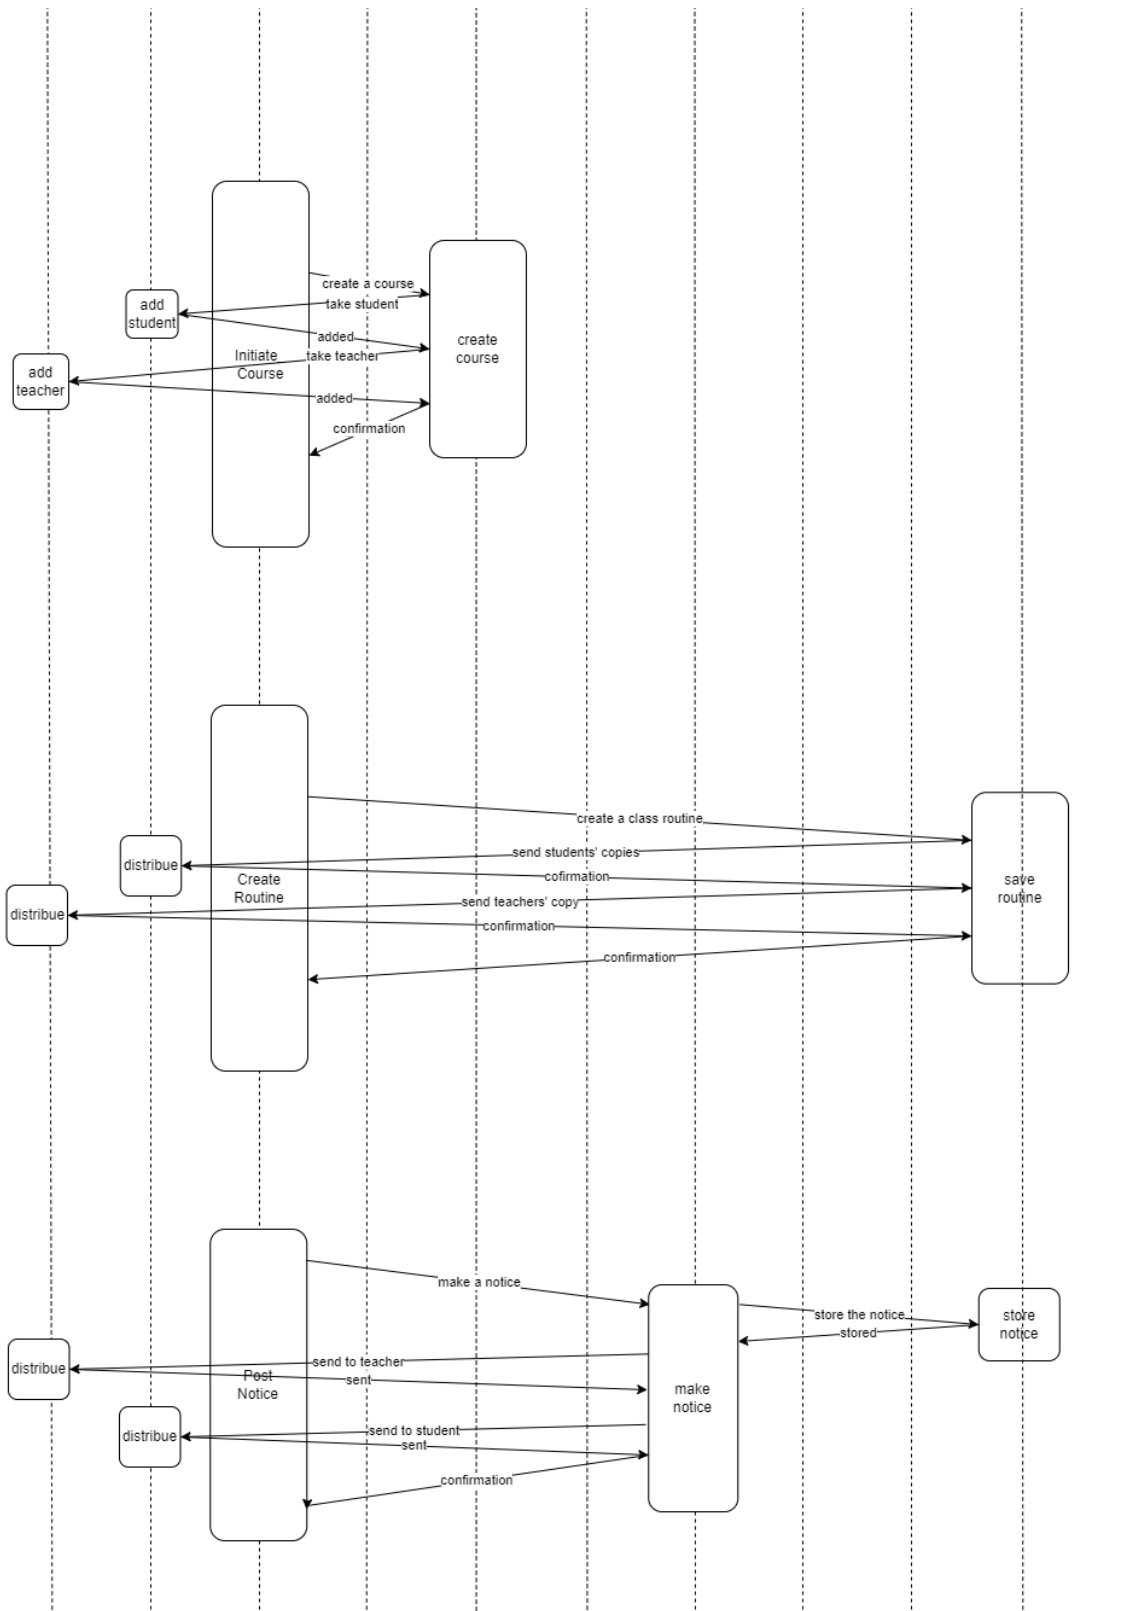 create a course
add
student
take student
added
create
course
Initiate
Course
take teacher
add
teacher
added
confirmation
create a class routine
send students' copies
distribue
cofirmation
Create
Routine
save
routine
send teachers' copy
distribue
confirmation
confirmation
make a notice
store the notice
store
notice
stored
send to teacher
distribue
sent
Post
Notice
make
notice
send to student
distribue
sent
confirmation